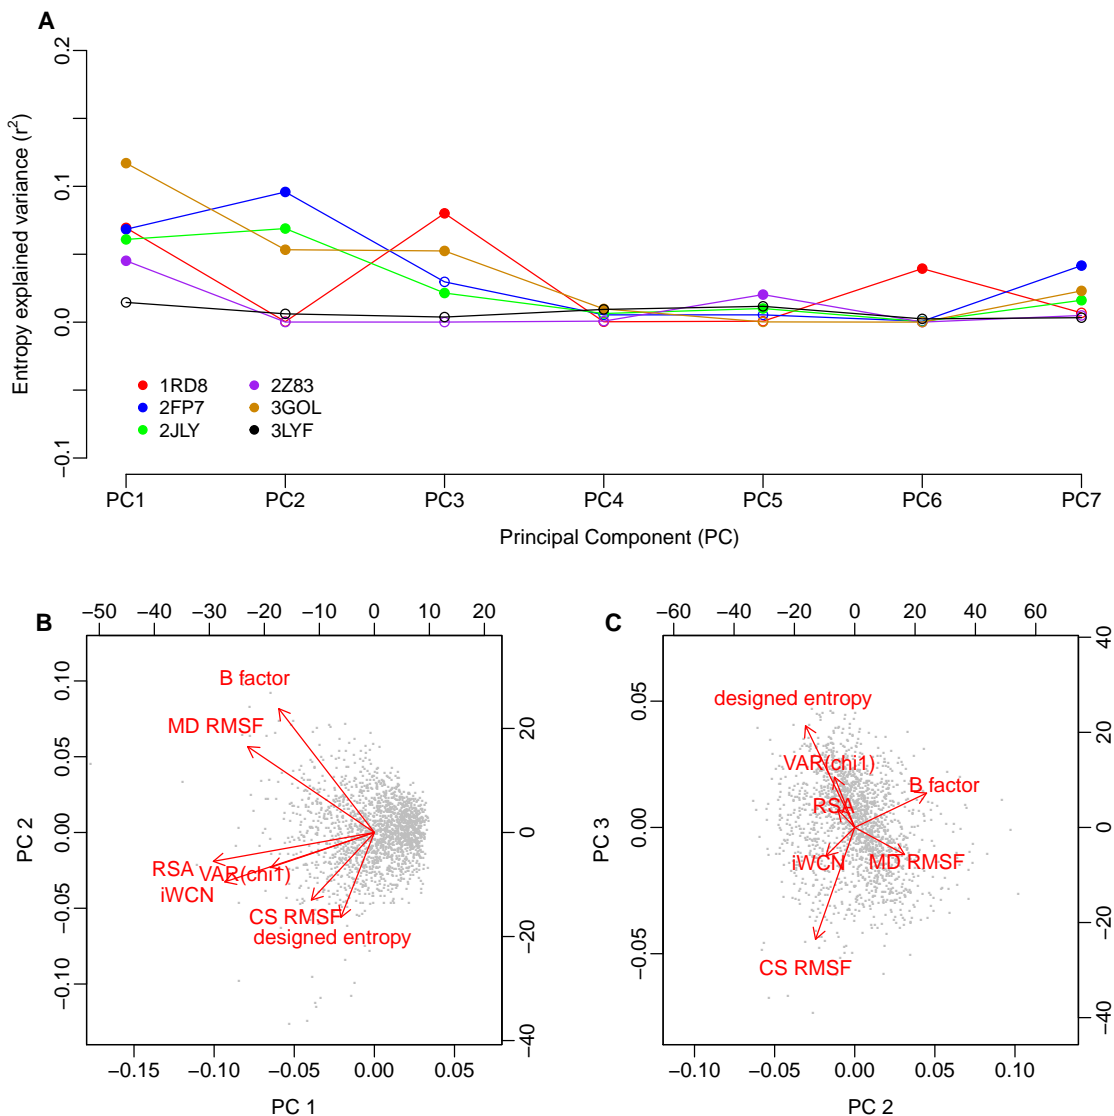 A
Entropy explained variance (r²)
0.2
0.1
0.0
−0.1
1RD8
2FP7
2JLY
2Z83
3GOL
3LYF
PC1 PC2 PC3 PC4 PC5 PC6 PC7
Principal Component (PC)
B
−50 −40 −30 −20 −10 0 10 20
B factor
MD RMSF
RSA
VAR(chi1)
iWCN
CS RMSF
designed entropy
PC 2
0.10
0.05
0.00
−0.05
−0.10
20
0
−20
−40
−0.15 −0.10 −0.05 0.00 0.05
PC 1
C
−60 −40 −20 0 20 40 60
designed entropy
VAR(chi1)
B factor
RSA
iWCN
MD RMSF
CS RMSF
PC 3
0.05
0.00
−0.05
40
20
0
−20
−40
−0.10 −0.05 0.00 0.05 0.10
PC 2